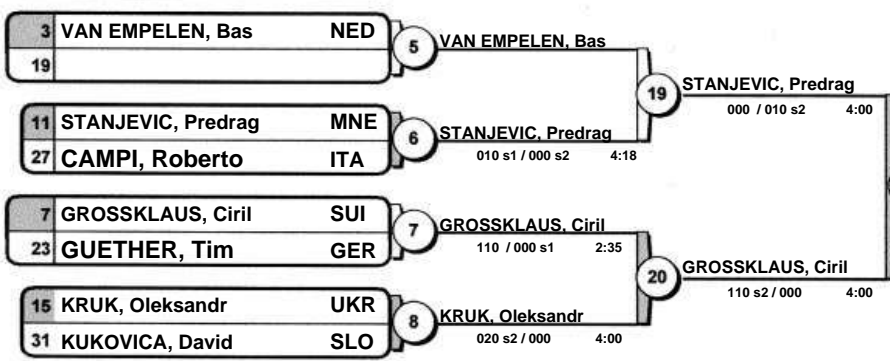 3 VAN EMPELEN, Bas NED
19
5
VAN EMPELEN, Bas
11 STANJEVIC, Predrag MNE
27 CAMPI, Roberto ITA
6
STANJEVIC, Predrag
010 s1 / 000 s2 4:18
19
STANJEVIC, Predrag
000 / 010 s2 4:00
7 GROSSKLAUS, Ciril SUI
23 GUETHER, Tim GER
7
GROSSKLAUS, Ciril
110 / 000 s1 2:35
15 KRUK, Oleksandr UKR
31 KUKOVICA, David SLO
8
KRUK, Oleksandr
020 s2 / 000 4:00
20
GROSSKLAUS, Ciril
110 s2 / 000 4:00